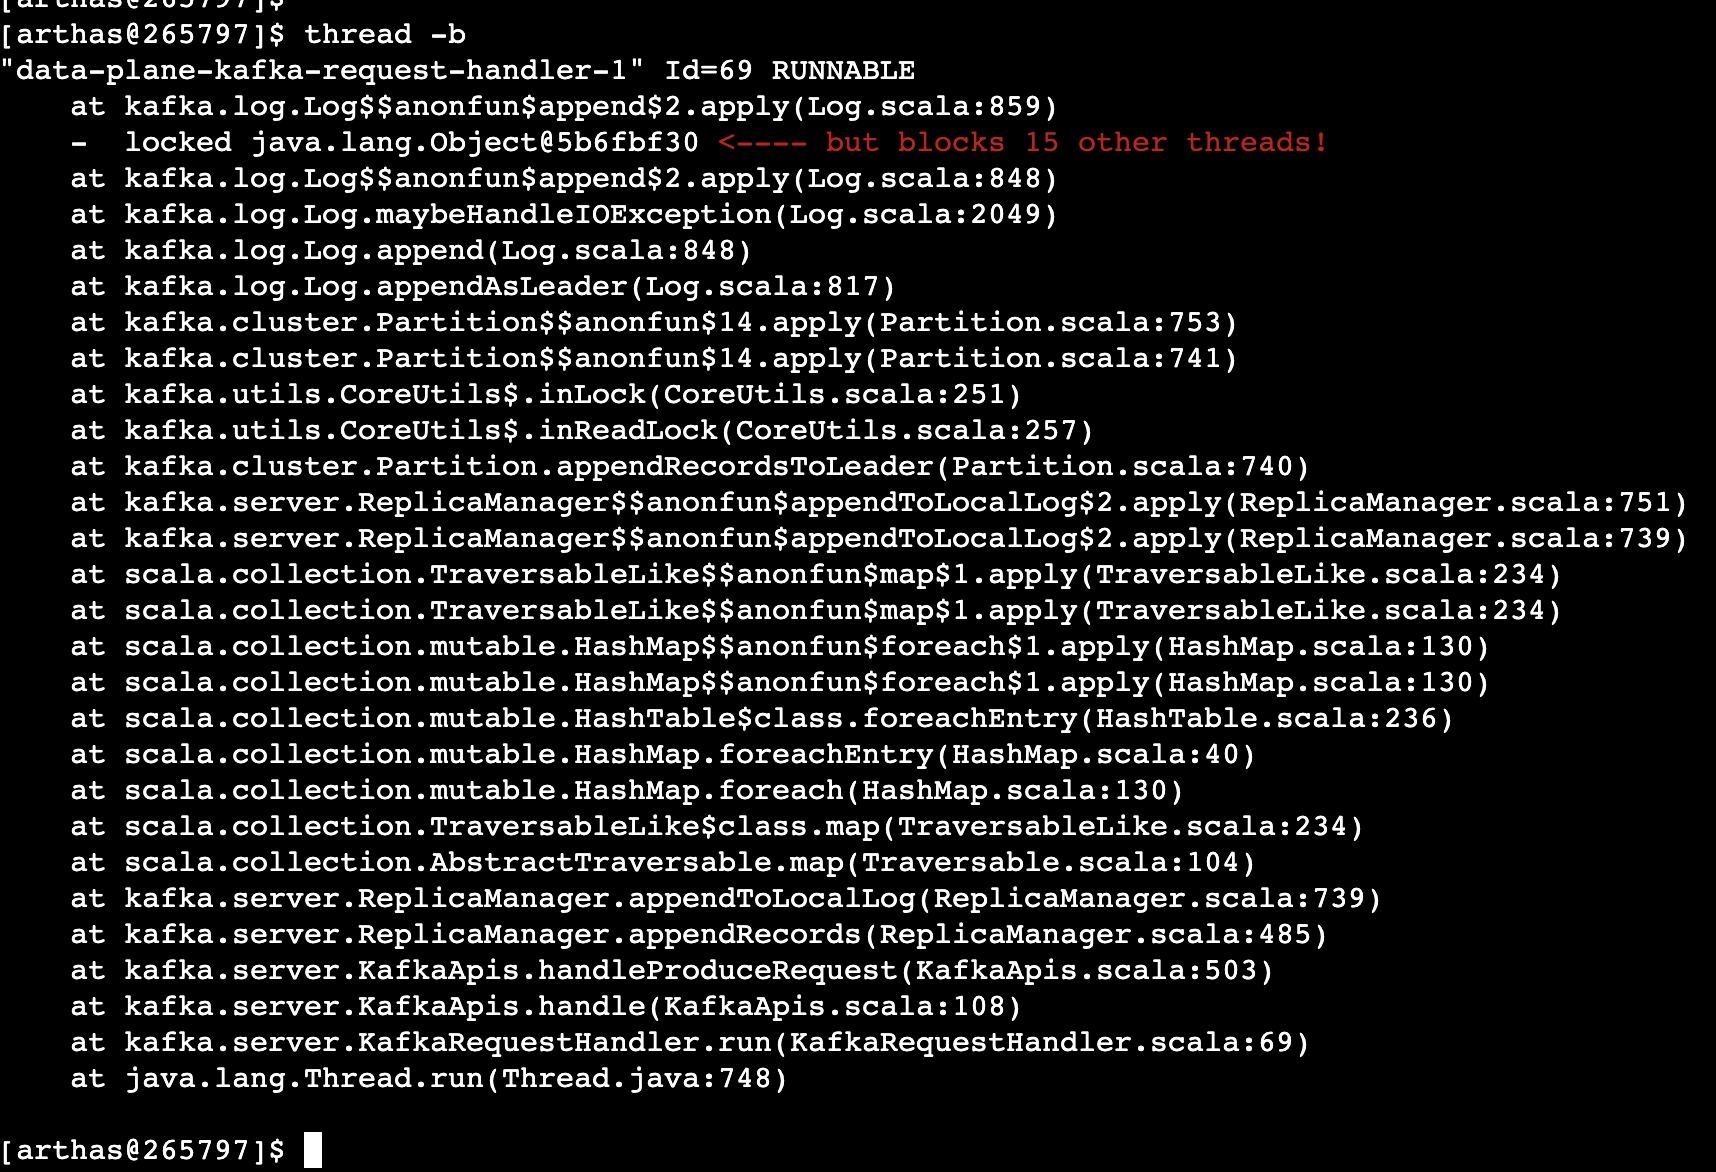 [arthas@265797]$
[arthas@265797]$ thread -b
"data-plane-kafka-request-handler-1" Id=69 RUNNABLE
    at kafka.log.Log$$anonfun$append$2.apply(Log.scala:859)
    -  locked java.lang.Object@5b6fbf30 <---- but blocks 15 other threads!
    at kafka.log.Log$$anonfun$append$2.apply(Log.scala:848)
    at kafka.log.Log.maybeHandleIOException(Log.scala:2049)
    at kafka.log.Log.append(Log.scala:848)
    at kafka.log.Log.appendAsLeader(Log.scala:817)
    at kafka.cluster.Partition$$anonfun$14.apply(Partition.scala:753)
    at kafka.cluster.Partition$$anonfun$14.apply(Partition.scala:741)
    at kafka.utils.CoreUtils$.inLock(CoreUtils.scala:251)
    at kafka.utils.CoreUtils$.inReadLock(CoreUtils.scala:257)
    at kafka.cluster.Partition.appendRecordsToLeader(Partition.scala:740)
    at kafka.server.ReplicaManager$$anonfun$appendToLocalLog$2.apply(ReplicaManager.scala:751)
    at kafka.server.ReplicaManager$$anonfun$appendToLocalLog$2.apply(ReplicaManager.scala:739)
    at scala.collection.TraversableLike$$anonfun$map$1.apply(TraversableLike.scala:234)
    at scala.collection.TraversableLike$$anonfun$map$1.apply(TraversableLike.scala:234)
    at scala.collection.mutable.HashMap$$anonfun$foreach$1.apply(HashMap.scala:130)
    at scala.collection.mutable.HashMap$$anonfun$foreach$1.apply(HashMap.scala:130)
    at scala.collection.mutable.HashTable$class.foreachEntry(HashTable.scala:236)
    at scala.collection.mutable.HashMap.foreachEntry(HashMap.scala:40)
    at scala.collection.mutable.HashMap.foreach(HashMap.scala:130)
    at scala.collection.TraversableLike$class.map(TraversableLike.scala:234)
    at scala.collection.AbstractTraversable.map(Traversable.scala:104)
    at kafka.server.ReplicaManager.appendToLocalLog(ReplicaManager.scala:739)
    at kafka.server.ReplicaManager.appendRecords(ReplicaManager.scala:485)
    at kafka.server.KafkaApis.handleProduceRequest(KafkaApis.scala:503)
    at kafka.server.KafkaApis.handle(KafkaApis.scala:108)
    at kafka.server.KafkaRequestHandler.run(KafkaRequestHandler.scala:69)
    at java.lang.Thread.run(Thread.java:748)
[arthas@265797]$